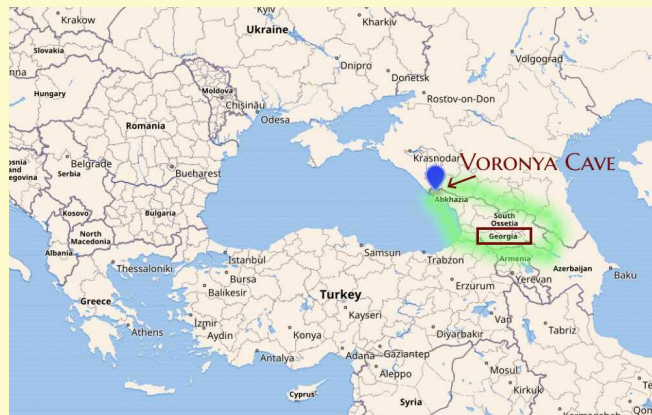 Krakow
Kyiv
Kharkiv
Ukraine
Slovakia
Dnipro
Volgograd
Donetsk
Hungary
Moldova
Chișinău
Rostov-on-Don
Odesa
Romania
Krasnodar
VORONYA CAVE
Belgrade
Bucharest
Serbia
Abkhazia
South
Ossetia
Kosovo
Bulgaria
Georgia
North
Macedonia
Albania
Istanbul
Samsun
Trabzon
Armenia
Azerbaijan
Baku
Thessaloniki
Bursa
Erzurum
Yerevan
Balikesir
Turkey
Van
Greece
Kayseri
Tabriz
Izmir
Konya
Diyarbakir
Athens
Aydin
Antalya
Adana
Gaziantep
Aleppo
Mosul
Cyprus
Kirkuk
Syria